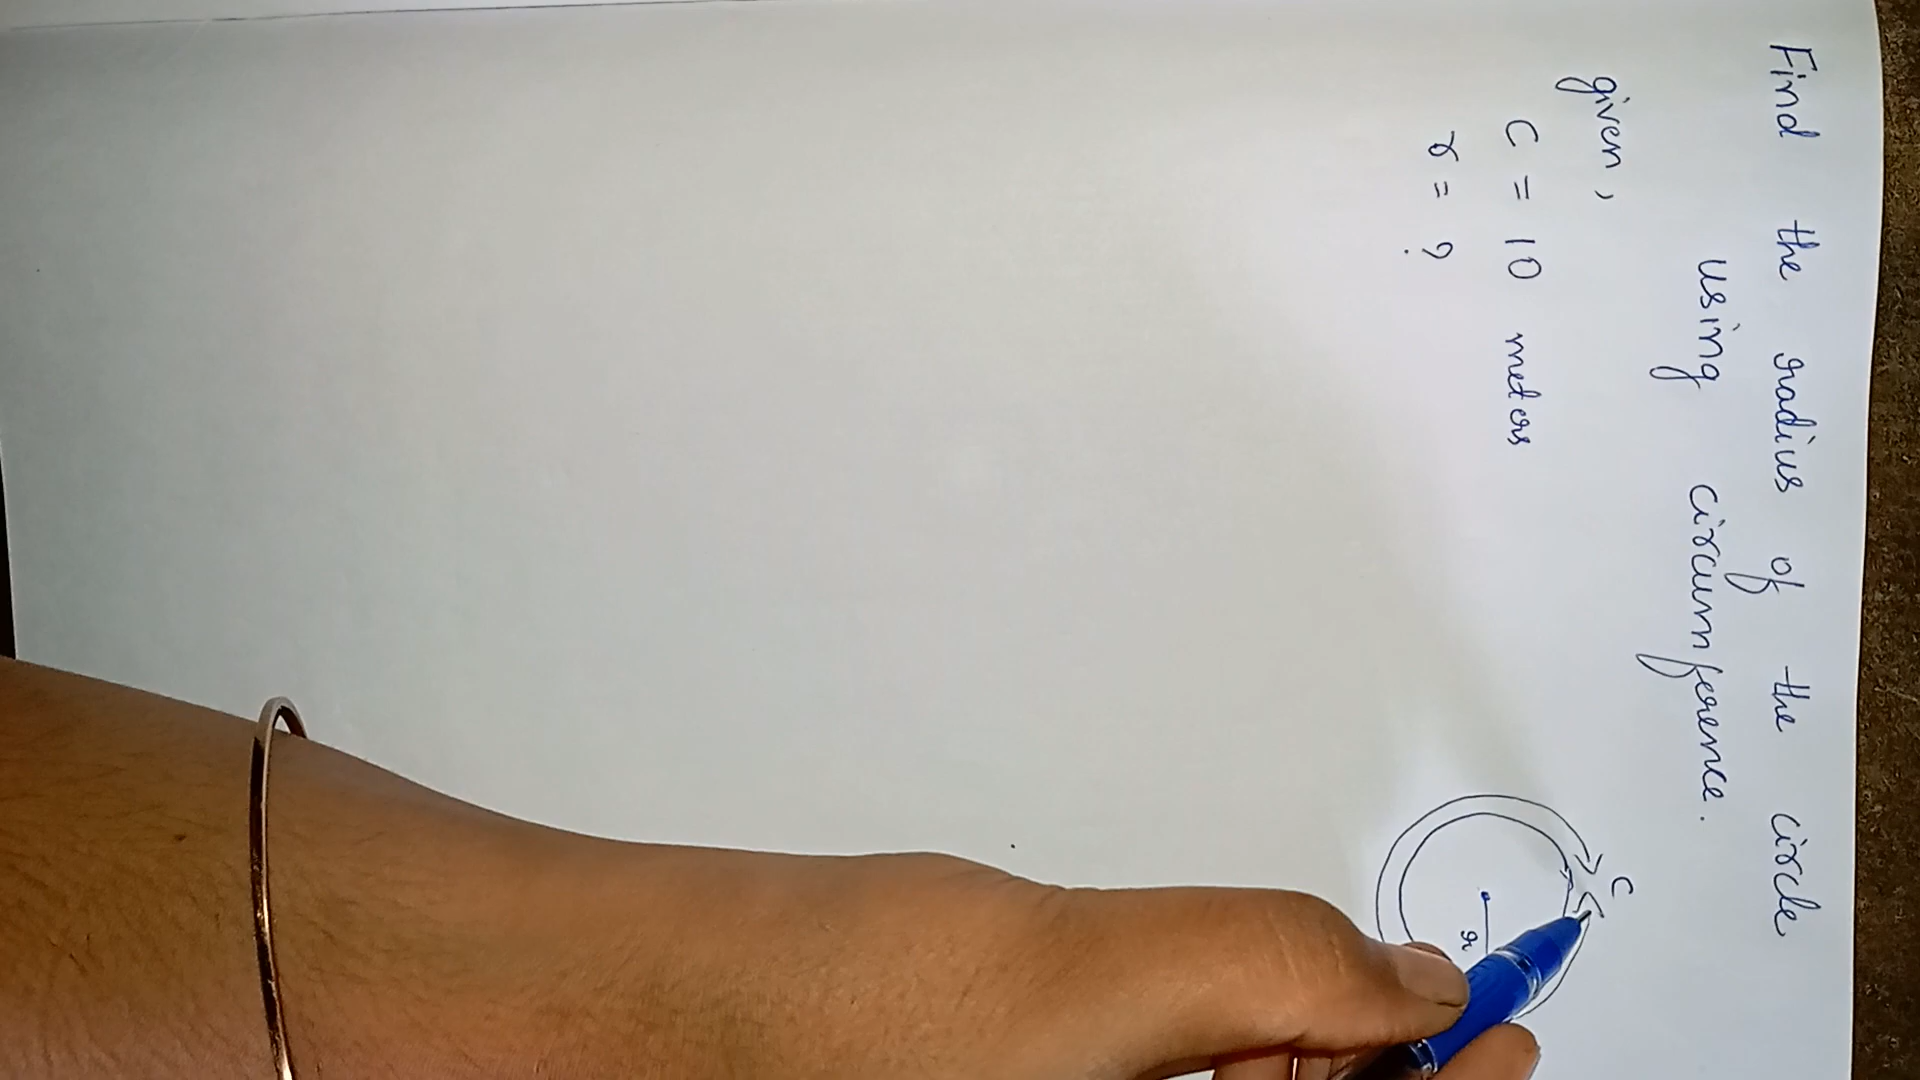 Find the radius of the circle
using circumference.
given,
C = 10 meters
r = ?
C
r